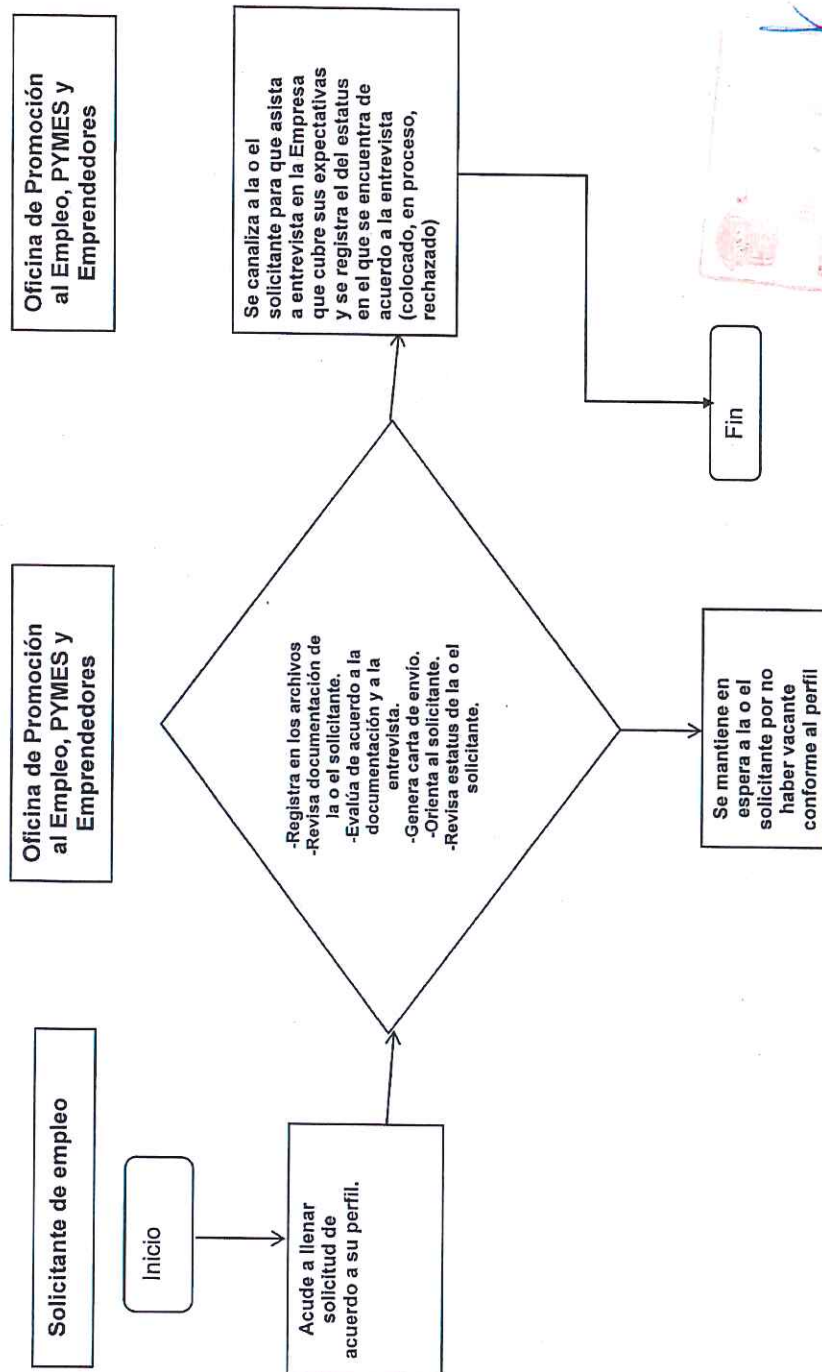 Solicitante de empleo
Inicio
Acude a llenar
solicitud de
acuerdo a su perfil.
Oficina de Promoción
al Empleo, PYMES y
Emprendedores
-Registra en los archivos
-Revisa documentación de
la o el solicitante.
-Evalúa de acuerdo a la
documentación y a la
entrevista.
-Genera carta de envío.
-Orienta al solicitante.
-Revisa estatus de la o el
solicitante.
Se mantiene en
espera a la o el
solicitante por no
haber vacante
conforme al perfil
Oficina de Promoción
al Empleo, PYMES y
Emprendedores
Se canaliza a la o el
solicitante para que asista
a entrevista en la Empresa
que cubre sus expectativas
y se registra el del estatus
en el que se encuentra de
acuerdo a la entrevista
(colocado, en proceso,
rechazado)
Fin